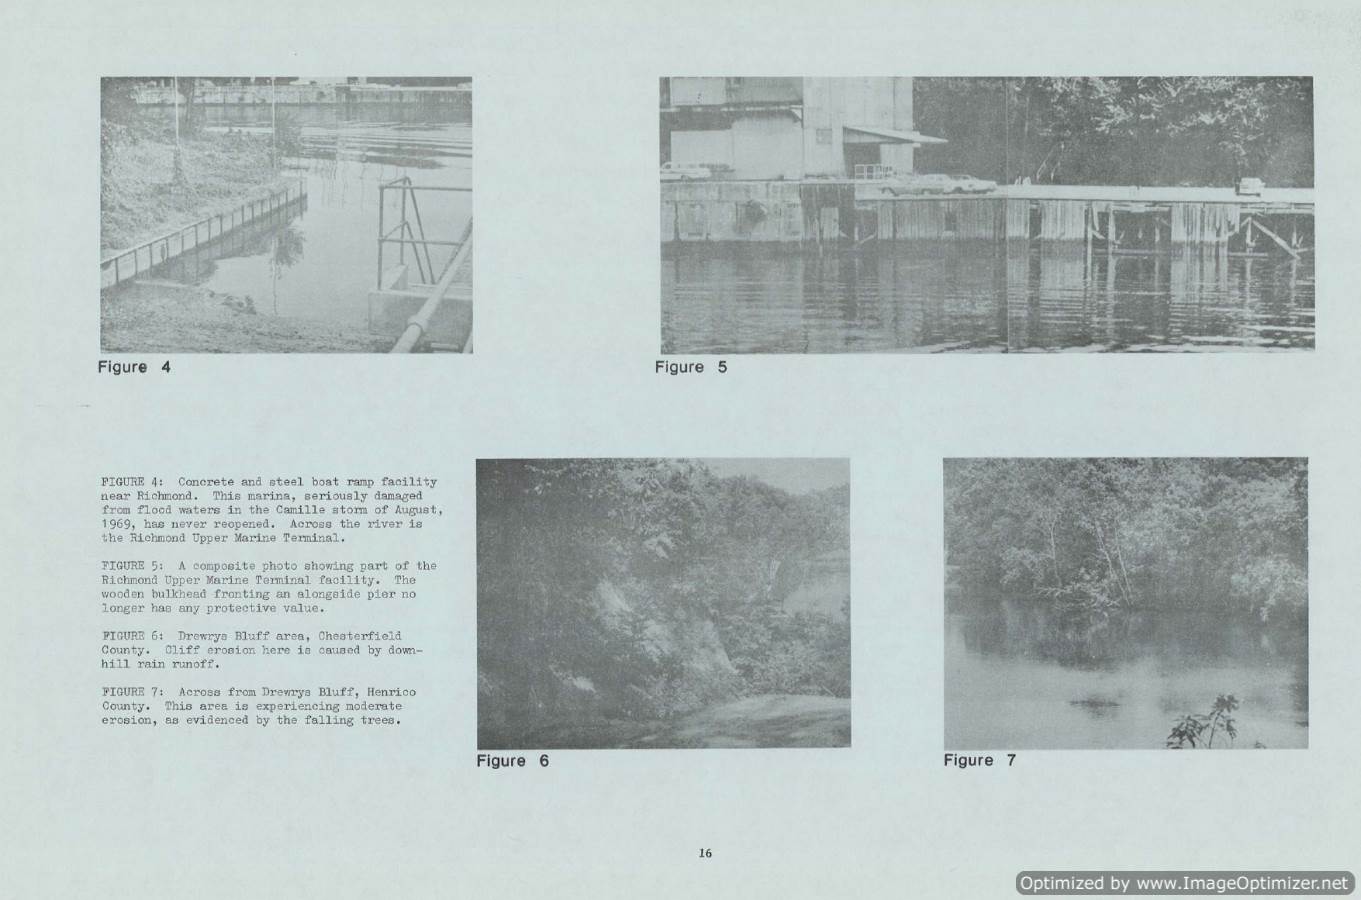 Figure 4
Figure 5
FIGURE 4: Concrete and steel boat ramp facility
near Richmond. This marina, seriously damaged
from flood waters in the Camille storm of August,
1969, has never reopened. Across the river is
the Richmond Upper Marine Terminal.
FIGURE 5: A composite photo showing part of the
Richmond Upper Marine Terminal facility. The
wooden bulkhead fronting an alongside pier no
longer has any protective value.
FIGURE 6: Drewrys Bluff area, Chesterfield
County. Cliff erosion here is caused by down-
hill rain runoff.
FIGURE 7: Across from Drewrys Bluff, Henrico
County. This area is experiencing moderate
erosion, as evidenced by the falling trees.
Figure 6
Figure 7
16
Optimized by www.ImageOptimizer.net